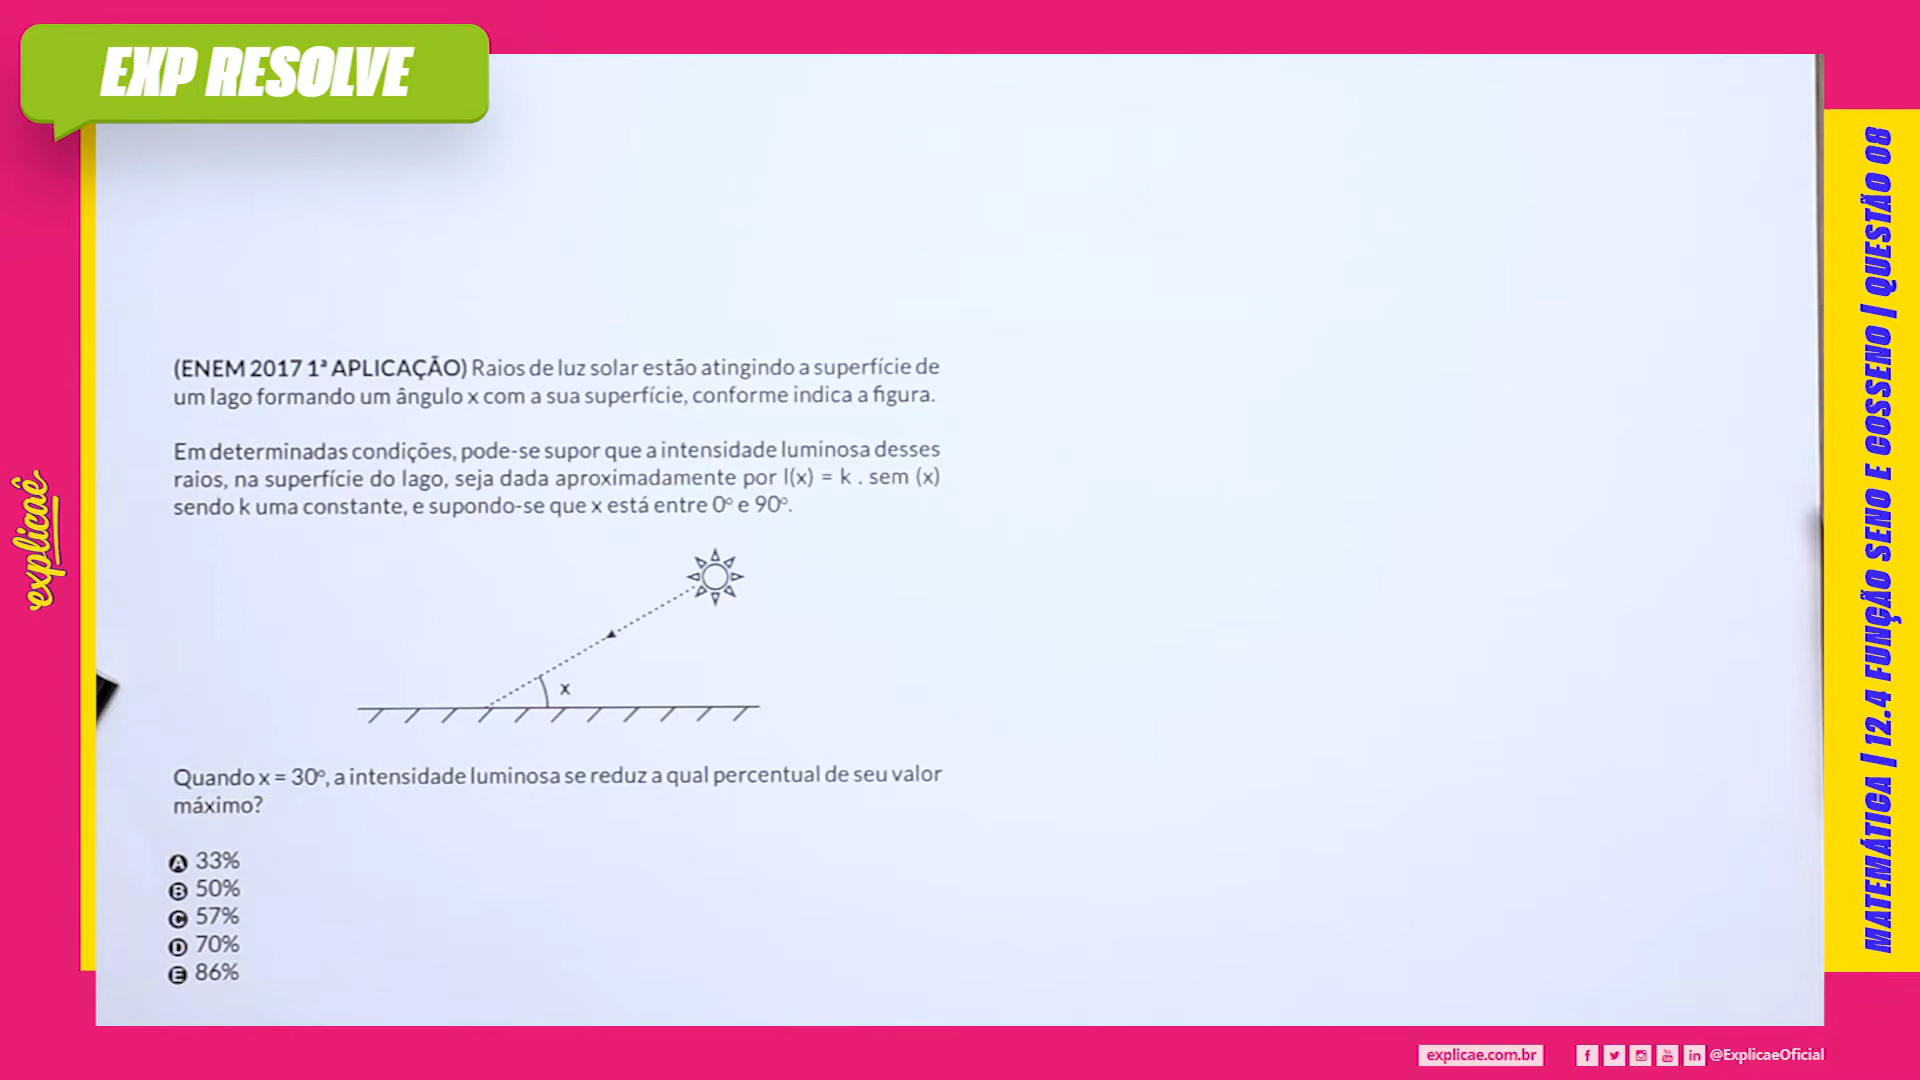 EXP RESOLVE
(ENEM 2017 1ª APLICAÇÃO) Raios de luz solar estão atingindo a superfície de
um lago formando um ângulo x com a sua superfície, conforme indica a figura.
Em determinadas condições, pode-se supor que a intensidade luminosa desses
raios, na superfície do lago, seja dada aproximadamente por I(x) = k . sem (x)
sendo k uma constante, e supondo-se que x está entre 0º e 90º.
x
Quando x = 30º, a intensidade luminosa se reduz a qual percentual de seu valor
máximo?
A 33%
B 50%
C 57%
D 70%
E 86%
explicaê
MATEMÁTICA | 12.4 FUNÇÃO SENO E COSSENO | QUESTÃO 08
explicae.com.br
@ExplicaeOficial